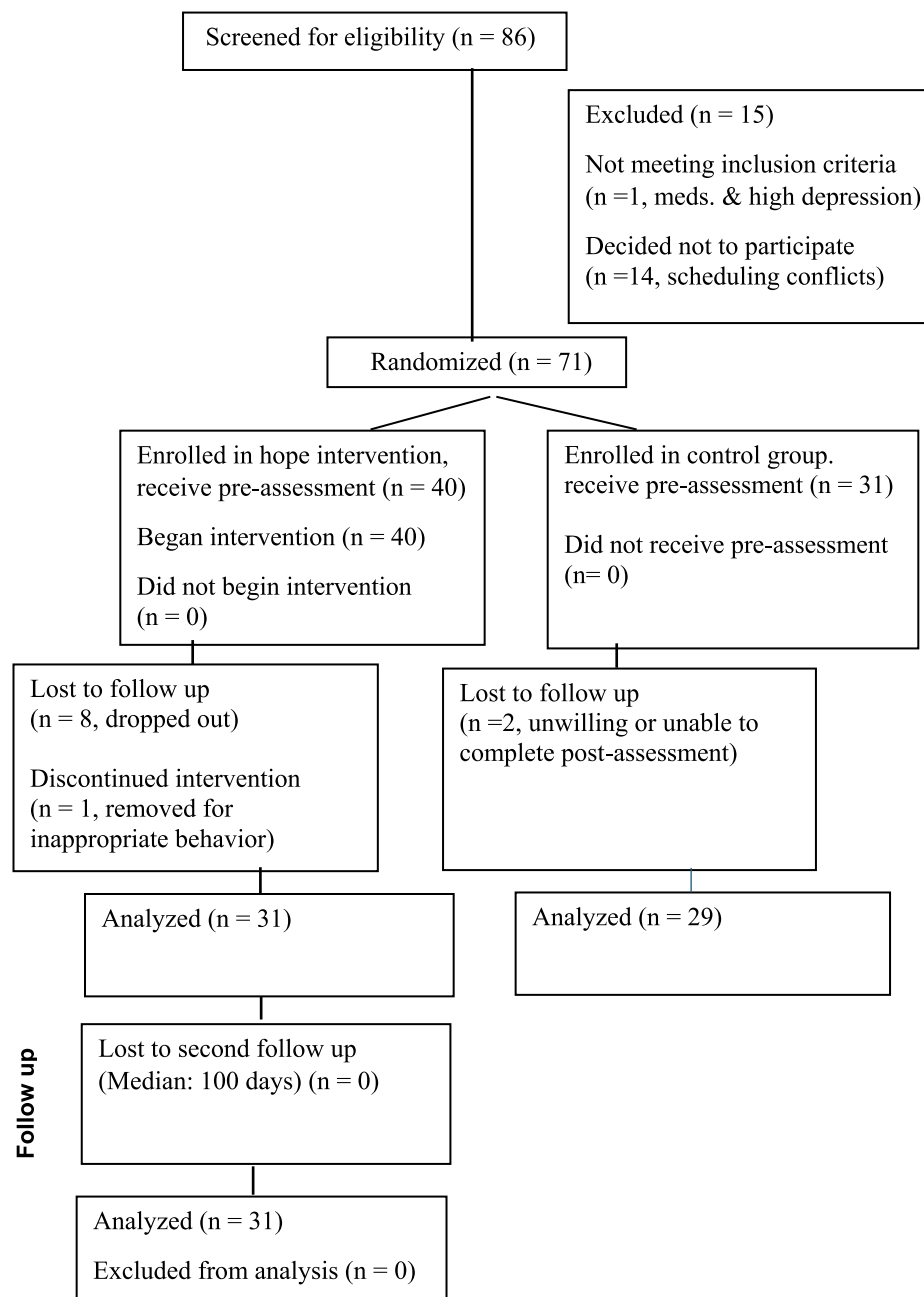 Screened for eligibility (n = 86)
Excluded (n = 15)
Not meeting inclusion criteria
(n =1, meds. & high depression)
Decided not to participate
(n =14, scheduling conflicts)
Randomized (n = 71)
Enrolled in hope intervention,
receive pre-assessment (n = 40)
Began intervention (n = 40)
Did not begin intervention
(n = 0)
Enrolled in control group.
receive pre-assessment (n = 31)
Did not receive pre-assessment
(n= 0)
Lost to follow up
(n = 8, dropped out)
Discontinued intervention
(n = 1, removed for
inappropriate behavior)
Lost to follow up
(n =2, unwilling or unable to
complete post-assessment)
Analyzed (n = 31)
Analyzed (n = 29)
Follow up
Lost to second follow up
(Median: 100 days) (n = 0)
Analyzed (n = 31)
Excluded from analysis (n = 0)